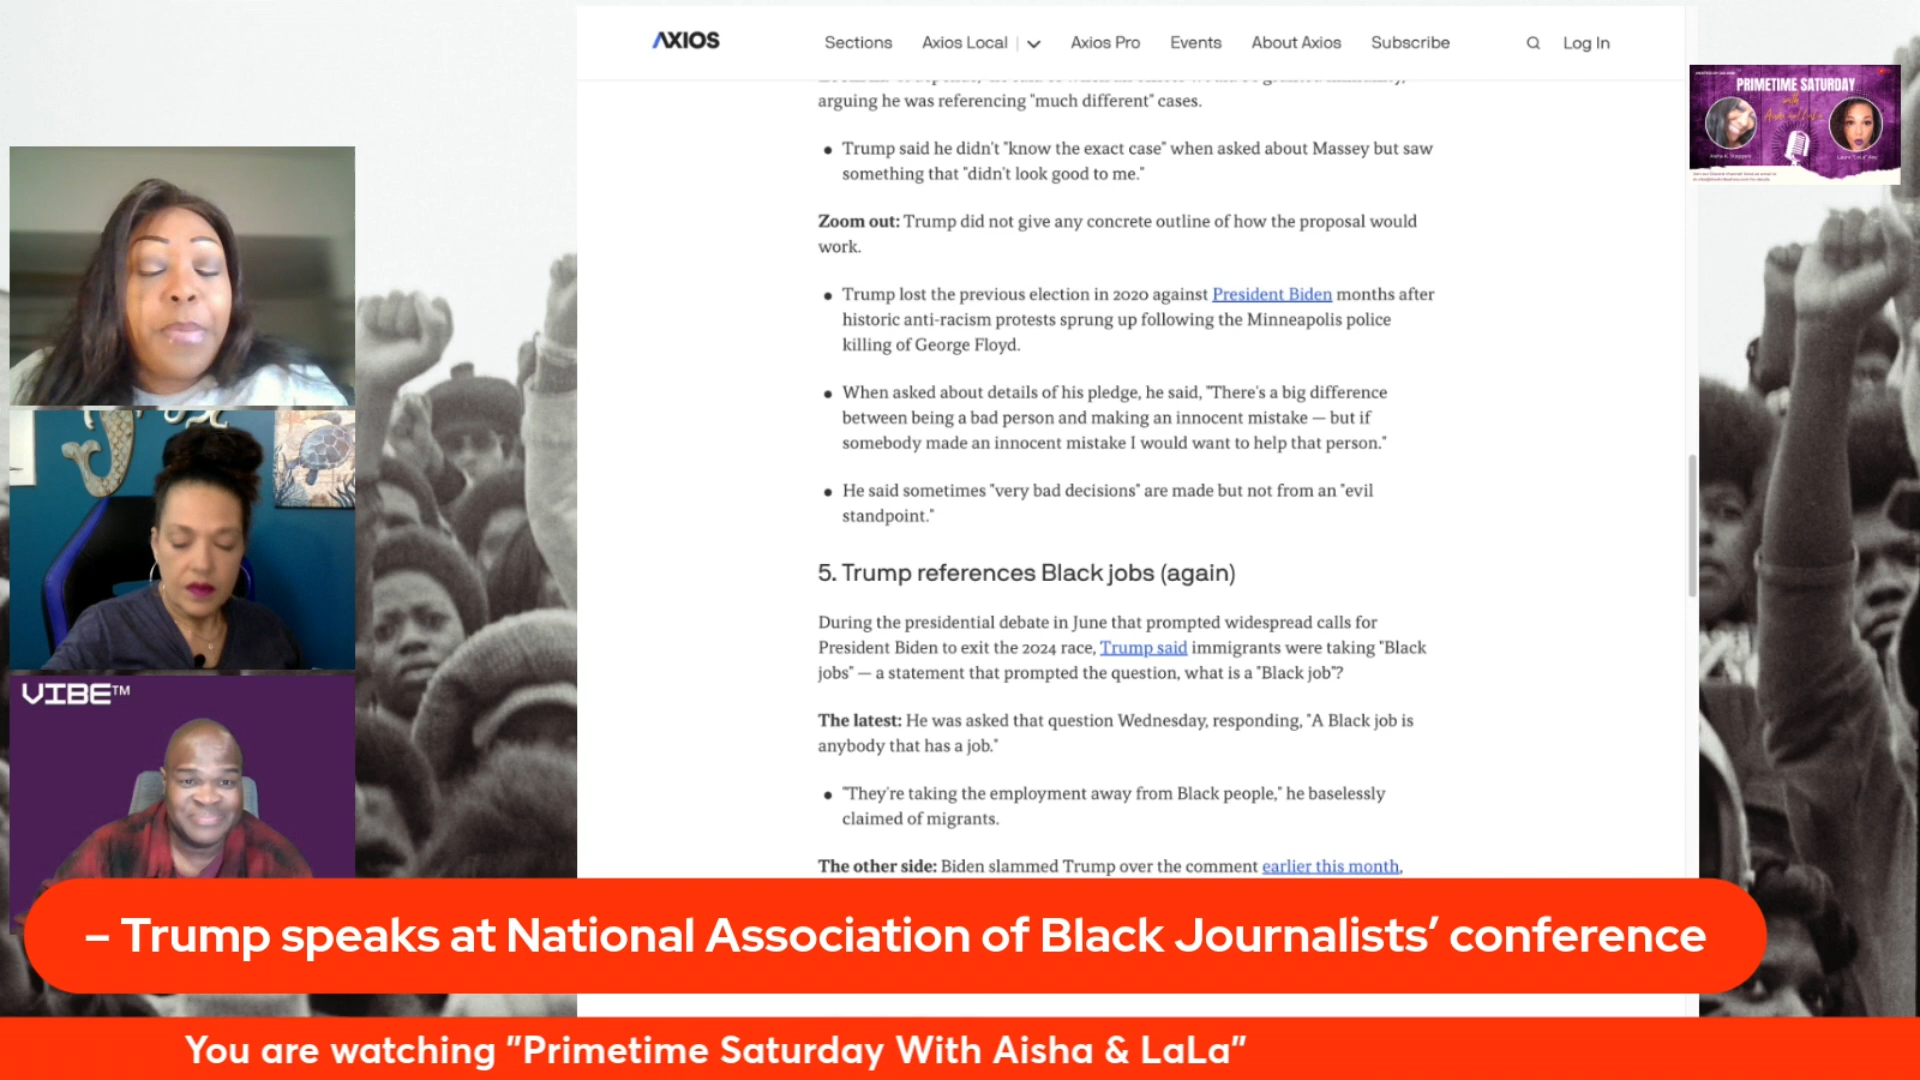 AXIOS
Sections Axios Local Axios Pro Events About Axios Subscribe Log In
arguing he was referencing "much different" cases.
Trump said he didn't "know the exact case" when asked about Massey but saw
something that "didn't look good to me."
Zoom out: Trump did not give any concrete outline of how the proposal would
work.
Trump lost the previous election in 2020 against President Biden months after
historic anti-racism protests sprung up following the Minneapolis police
killing of George Floyd.
When asked about details of his pledge, he said, "There's a big difference
between being a bad person and making an innocent mistake — but if
somebody made an innocent mistake I would want to help that person."
He said sometimes "very bad decisions" are made but not from an "evil
standpoint."
5. Trump references Black jobs (again)
During the presidential debate in June that prompted widespread calls for
President Biden to exit the 2024 race, Trump said immigrants were taking "Black
jobs" — a statement that prompted the question, what is a "Black job"?
The latest: He was asked that question Wednesday, responding, "A Black job is
anybody that has a job."
"They're taking the employment away from Black people," he baselessly
claimed of migrants.
The other side: Biden slammed Trump over the comment earlier this month,
PRIMETIME SATURDAY
with
VIBE™
– Trump speaks at National Association of Black Journalists’ conference
You are watching "Primetime Saturday With Aisha & LaLa"